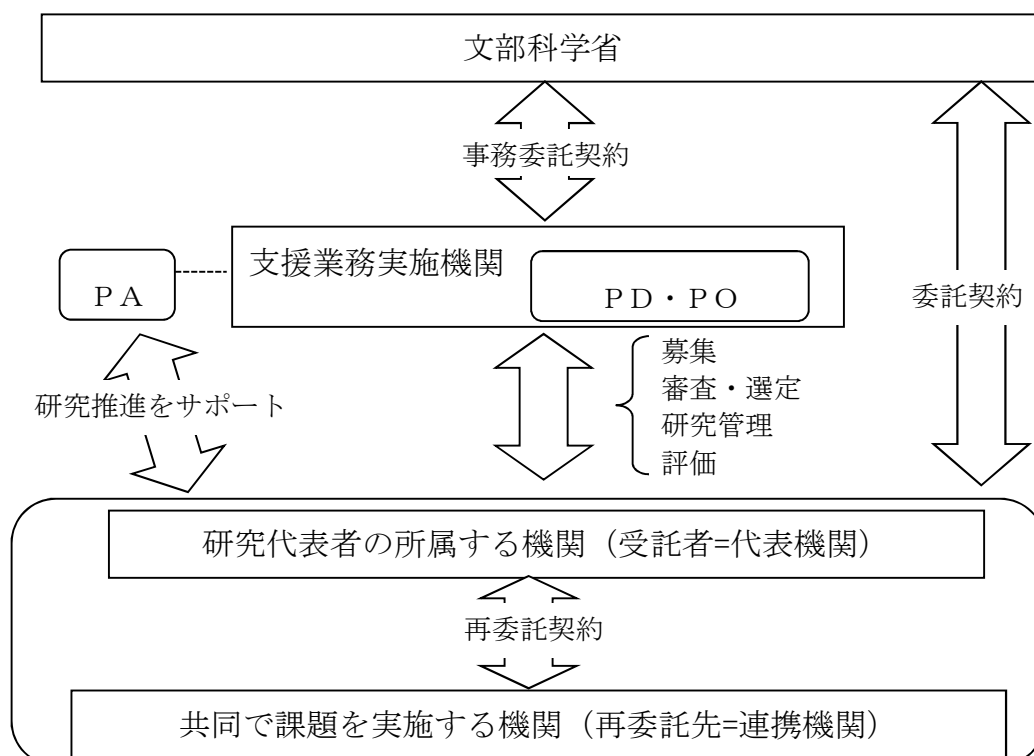 文部科学省
事務委託契約
支援業務実施機関
ＰＡ
ＰＤ・ＰＯ
委託契約
募集
審査・選定
研究管理
評価
研究推進をサポート
研究代表者の所属する機関（受託者=代表機関）
再委託契約
共同で課題を実施する機関（再委託先=連携機関）